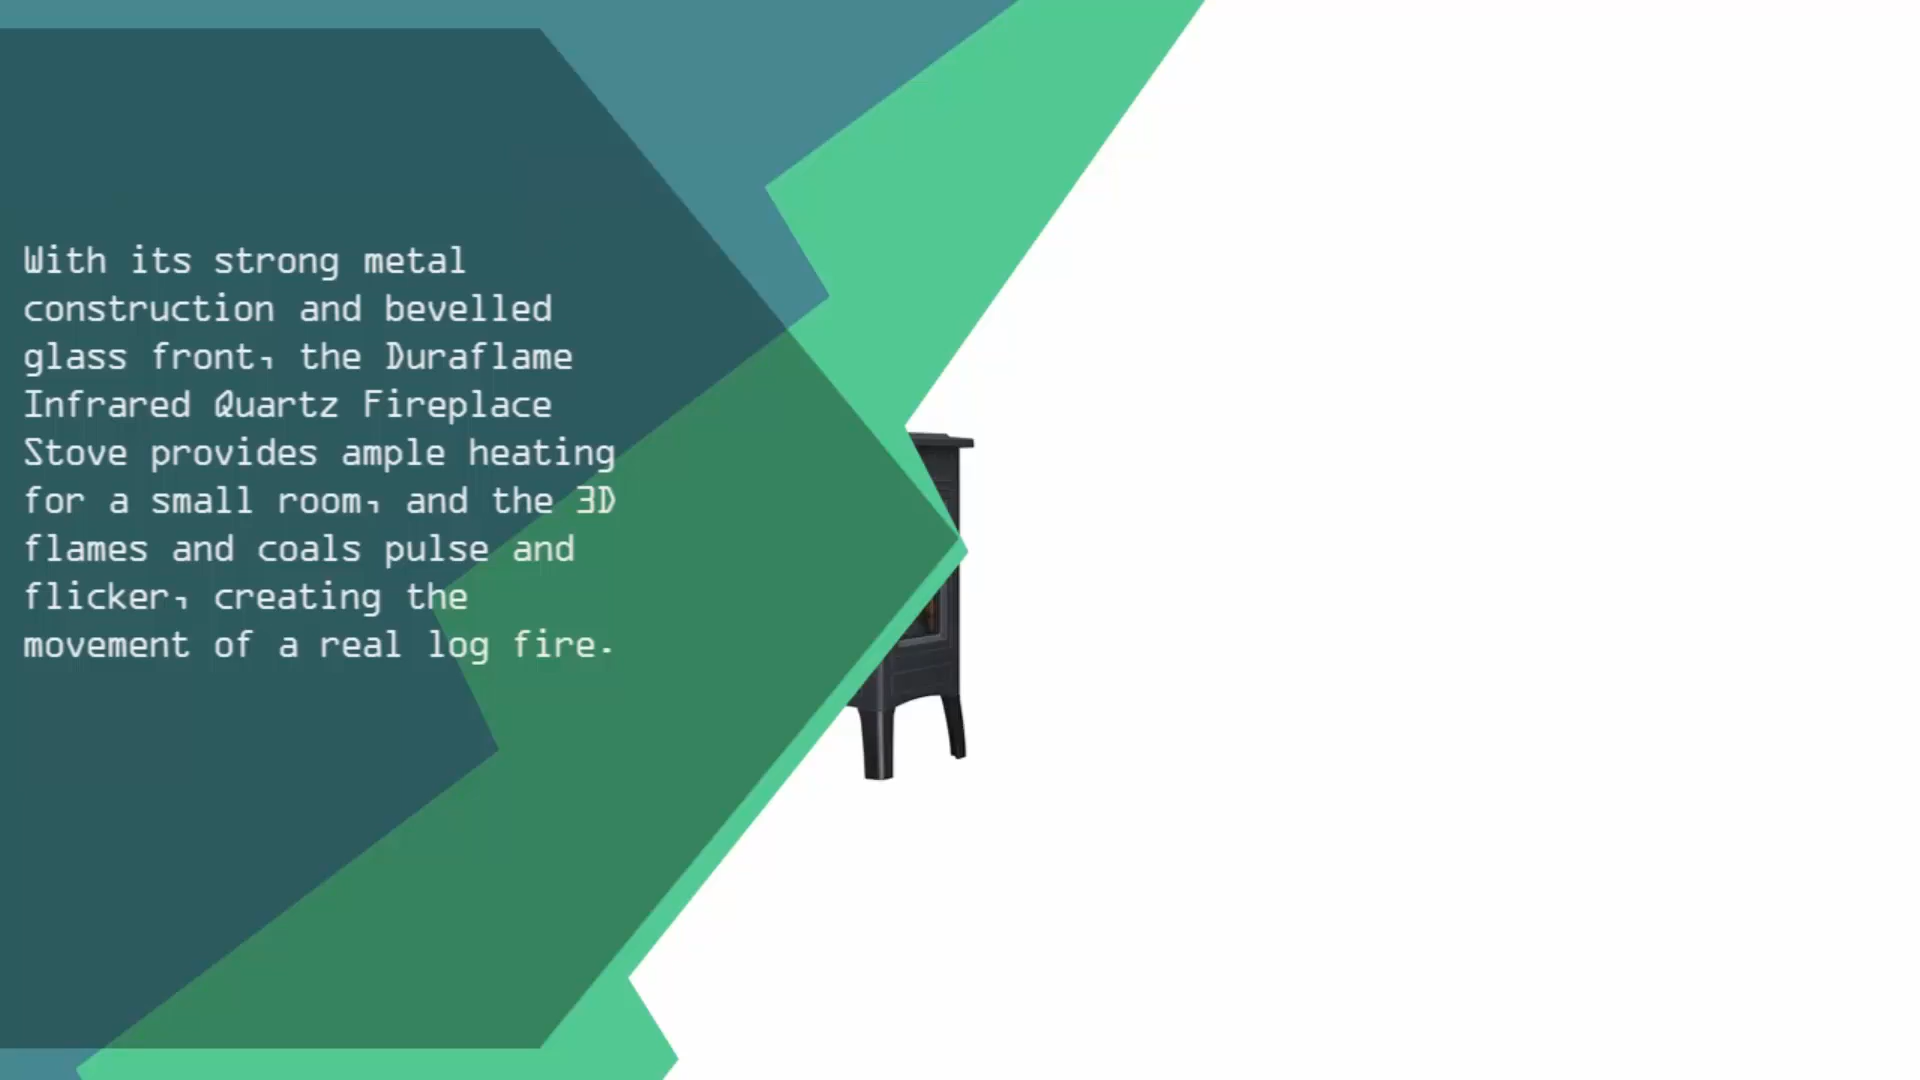 With its strong metal
construction and bevelled
glass front, the Duraflame
Infrared Quartz Fireplace
Stove provides ample heating
for a small room, and the 3D
flames and coals pulse and
flicker, creating the
movement of a real log fire.